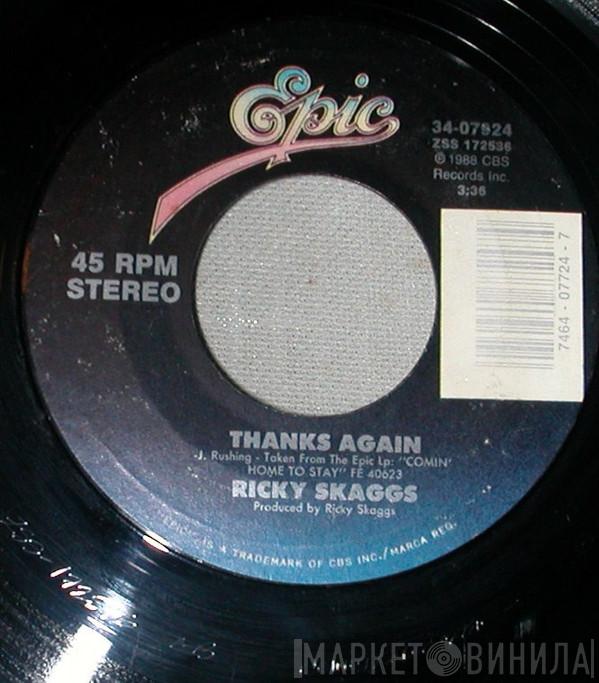 Epic
34-07924
ZSS 172536
℗ 1988 CBS
Records Inc.
3;36
45 RPM
STEREO
7464 - 07724 - 7
THANKS AGAIN
-J. Rushing - Taken From The Epic Lp: "COMIN'
HOME TO STAY" FE 40623
RICKY SKAGGS
Produced by Ricky Skaggs
"EPIC" IS A TRADEMARK OF CBS INC./MARCA REG.
МАРКЕТ ВИНИЛА